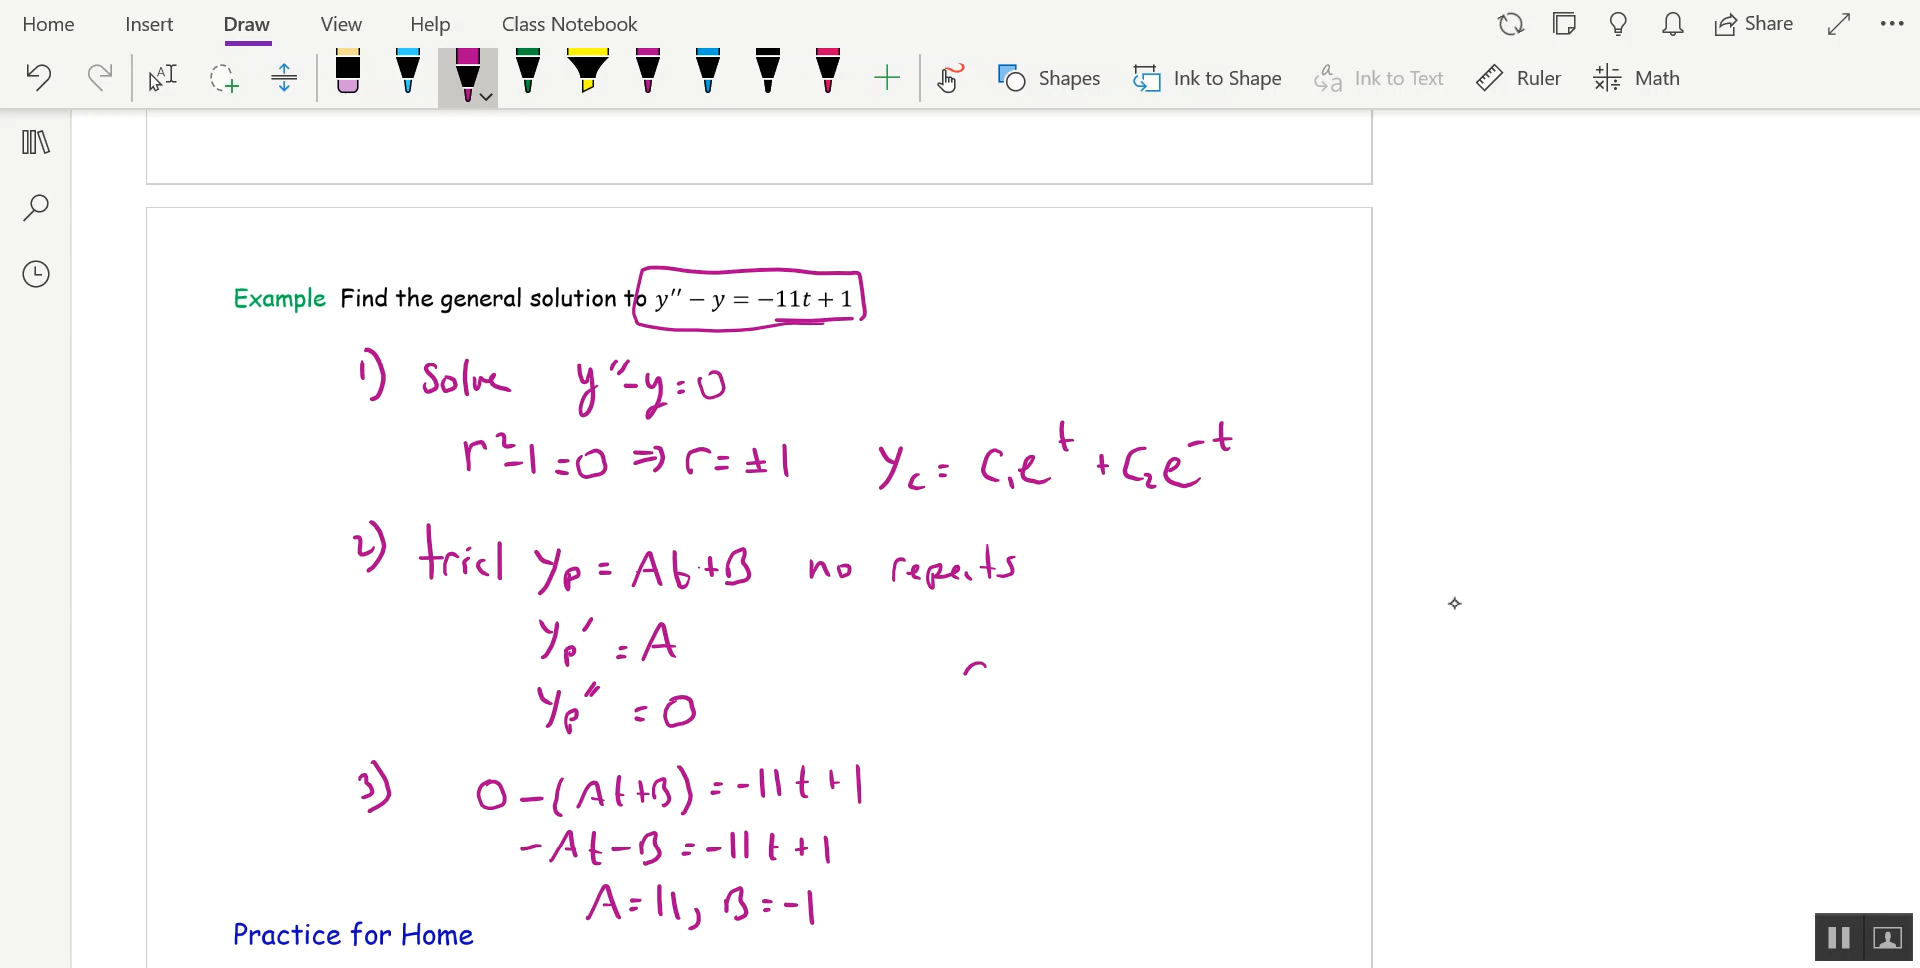 Home Insert Draw View Help Class Notebook Share
Shapes Ink to Shape Ink to Text Ruler Math
Example Find the general solution to y'' − y = −11t + 1
1) Solve y'' - y = 0
r² - 1 = 0 ⇒ r = ± 1 y_c = C₁e^t + C₂e^-t
2) trial y_p = At + B no repeats
y_p' = A
y_p'' = 0
3) 0 - (At + B) = -11t + 1
-At - B = -11t + 1
A = 11, B = -1
Practice for Home